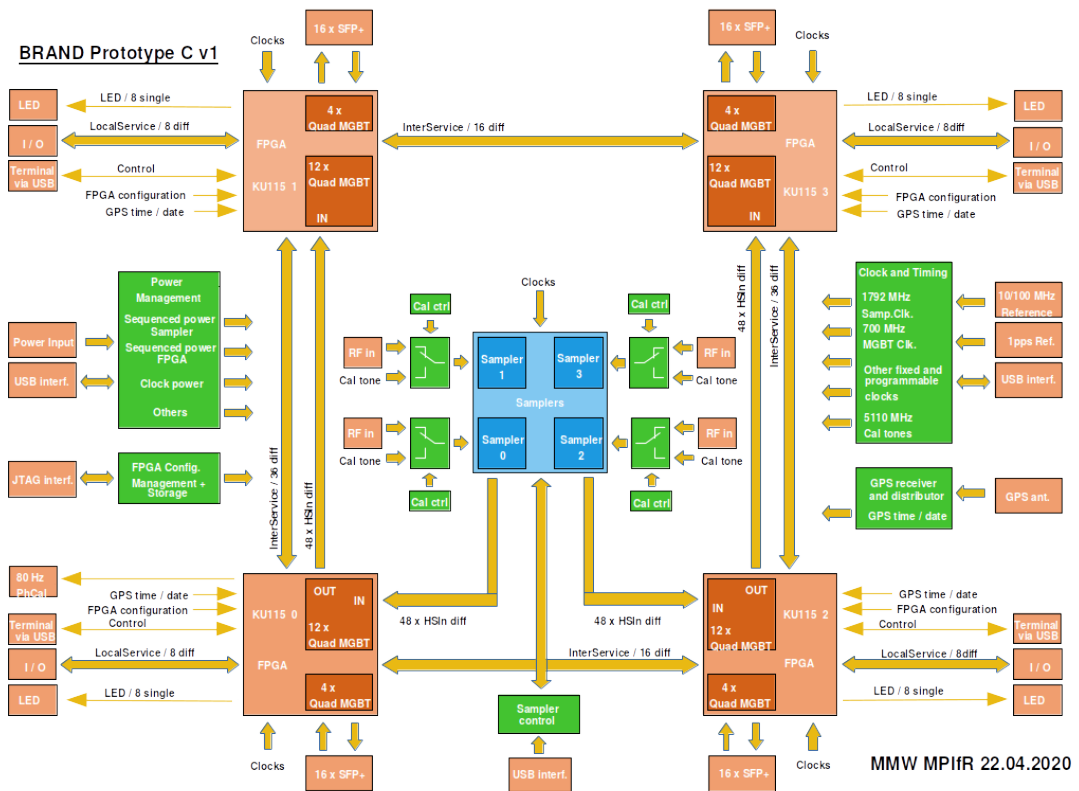 BRAND Prototype C v1
Clocks
16 x SFP+
16 x SFP+
Clocks
LED
LED / 8 single
I / O
LocalService / 8 diff
Terminal
via USB
Control
FPGA configuration
GPS time / date
FPGA
KU115 1
4 x
Quad MGBT
12 x
Quad MGBT
IN
InterService / 16 diff
4 x
Quad MGBT
12 x
Quad MGBT
IN
FPGA
KU115 3
LED / 8 single
LED
LocalService / 8diff
I / O
Control
Terminal
via USB
FPGA configuration
GPS time / date
Power
Management
Sequenced power
Sampler
Sequenced power
FPGA
Clock power
Others
Power Input
USB interf.
JTAG interf.
FPGA Config.
Management +
Storage
InterService / 36 diff
48 x HSIn diff
Clocks
Cal ctrl
RF in
Cal tone
RF in
Cal tone
Cal ctrl
Sampler
1
Sampler
3
Samplers
Sampler
0
Sampler
2
Cal ctrl
RF in
Cal tone
RF in
Cal tone
Cal ctrl
48 x HSIn diff
InterService / 36 diff
Clock and Timing
1792 MHz
Samp.Clk.
700 MHz
MGBT Clk.
Other fixed and
programmable
clocks
5110 MHz
Cal tones
10/100 MHz
Reference
1pps Ref.
USB interf.
GPS receiver
and distributor
GPS time / date
GPS ant.
80 Hz
PhCal
GPS time / date
FPGA configuration
Terminal
via USB
Control
I / O
LocalService / 8 diff
LED
LED / 8 single
KU115 0
FPGA
OUT
IN
12 x
Quad MGBT
4 x
Quad MGBT
48 x HSIn diff
48 x HSIn diff
InterService / 16 diff
OUT
IN
12 x
Quad MGBT
4 x
Quad MGBT
KU115 2
FPGA
GPS time / date
FPGA configuration
Control
Terminal
via USB
LocalService / 8diff
I / O
LED / 8 single
LED
Sampler
control
USB interf.
Clocks
16 x SFP+
16 x SFP+
Clocks
MMW MPIfR 22.04.2020